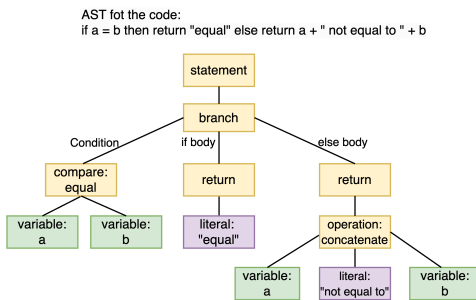 AST fot the code:
if a = b then return "equal" else return a + " not equal to " + b
statement
branch
Condition
if body
else body
compare:
equal
return
return
variable:
a
variable:
b
literal:
"equal"
operation:
concatenate
variable:
a
literal:
"not equal to"
variable:
b